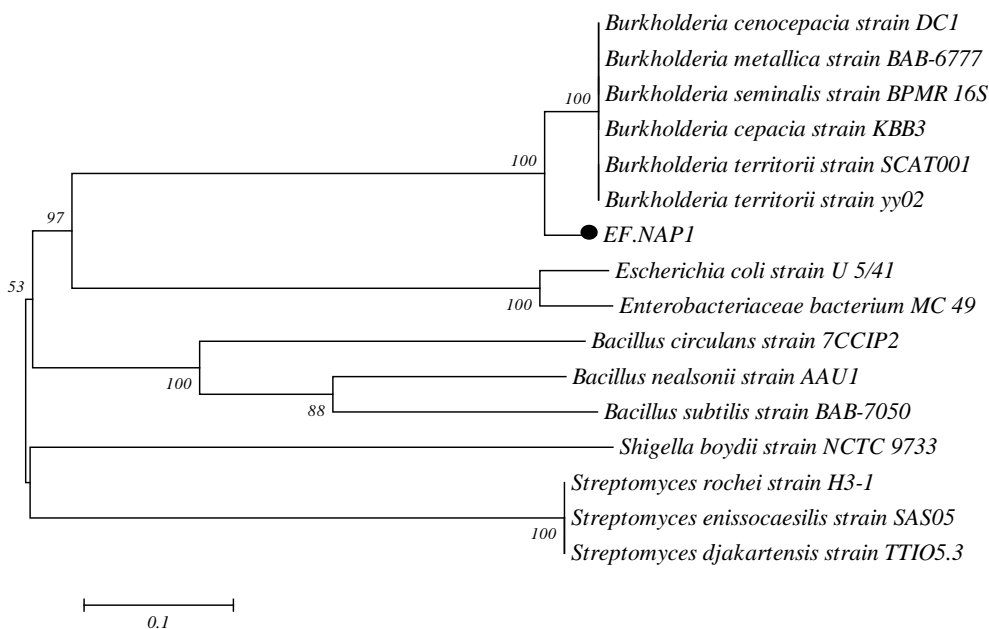 Burkholderia cenocepacia strain DC1
Burkholderia metallica strain BAB-6777
Burkholderia seminalis strain BPMR 16S
100
Burkholderia cepacia strain KBB3
100
Burkholderia territorii strain SCAT001
Burkholderia territorii strain yy02
97
EF.NAP1
Escherichia coli strain U 5/41
53
100
Enterobacteriaceae bacterium MC 49
Bacillus circulans strain 7CCIP2
100
Bacillus nealsonii strain AAU1
88
Bacillus subtilis strain BAB-7050
Shigella boydii strain NCTC 9733
Streptomyces rochei strain H3-1
Streptomyces enissocaesilis strain SAS05
100
Streptomyces djakartensis strain TTIO5.3
0.1